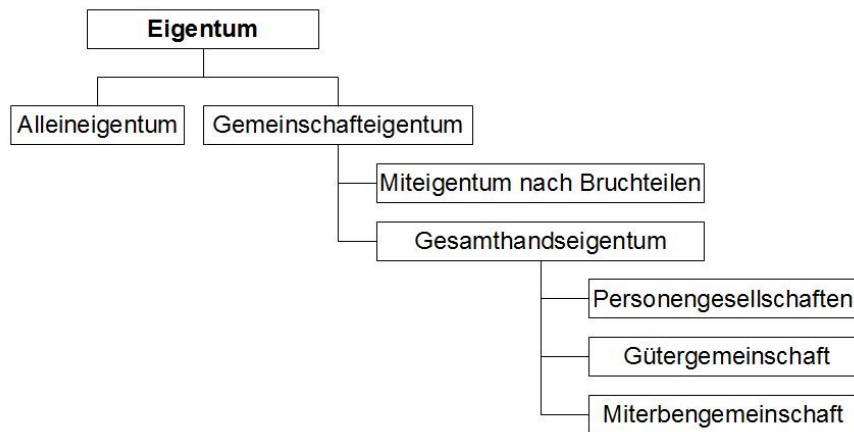 Eigentum
Alleineigentum
Gemeinschafteigentum
Miteigentum nach Bruchteilen
Gesamthandseigentum
Personengesellschaften
Gütergemeinschaft
Miterbengemeinschaft